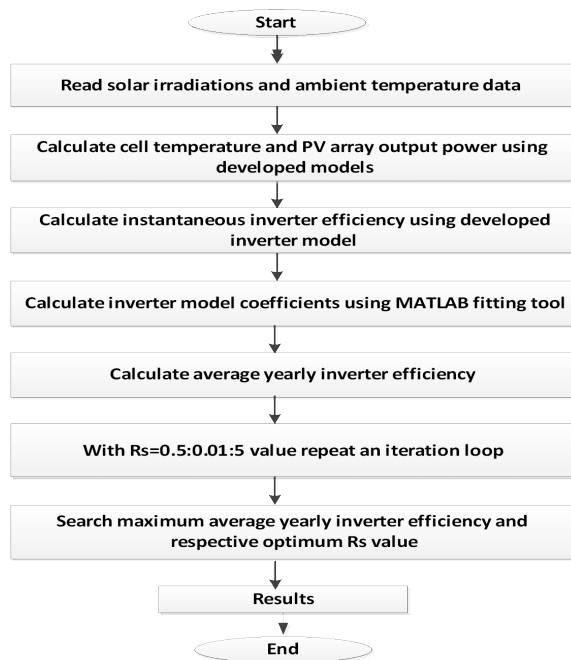 Start
Read solar irradiations and ambient temperature data
Calculate cell temperature and PV array output power using
developed models
Calculate instantaneous inverter efficiency using developed
inverter model
Calculate inverter model coefficients using MATLAB fitting tool
Calculate average yearly inverter efficiency
With Rs=0.5:0.01:5 value repeat an iteration loop
Search maximum average yearly inverter efficiency and
respective optimum Rs value
Results
End